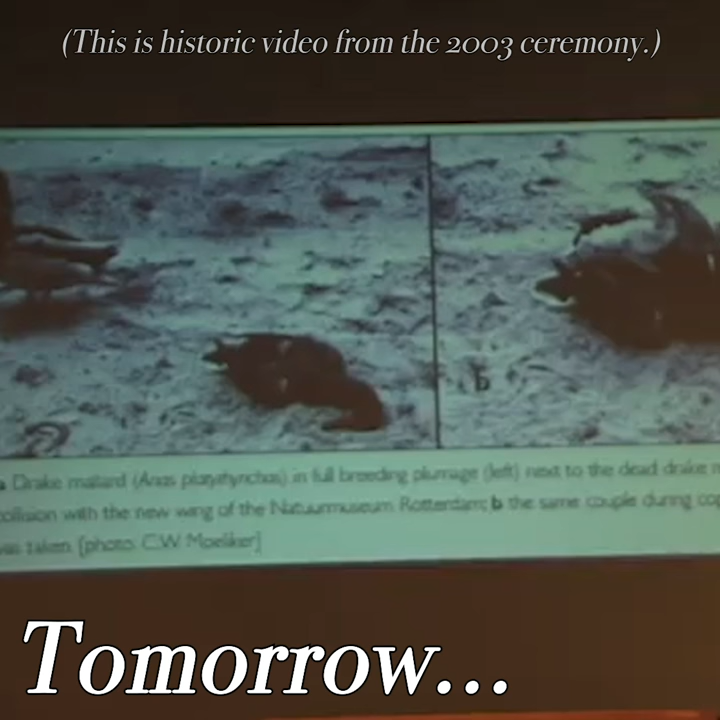 (This is historic video from the 2003 ceremony.)
b
a Drake mallard (Anas platyrhynchos) in full breeding plumage (left) next to the dead drake
collision with the new wing of the Natuurmuseum Rotterdam; b the same couple during
was taken. [photo: C.W. Moeliker]
Tomorrow...